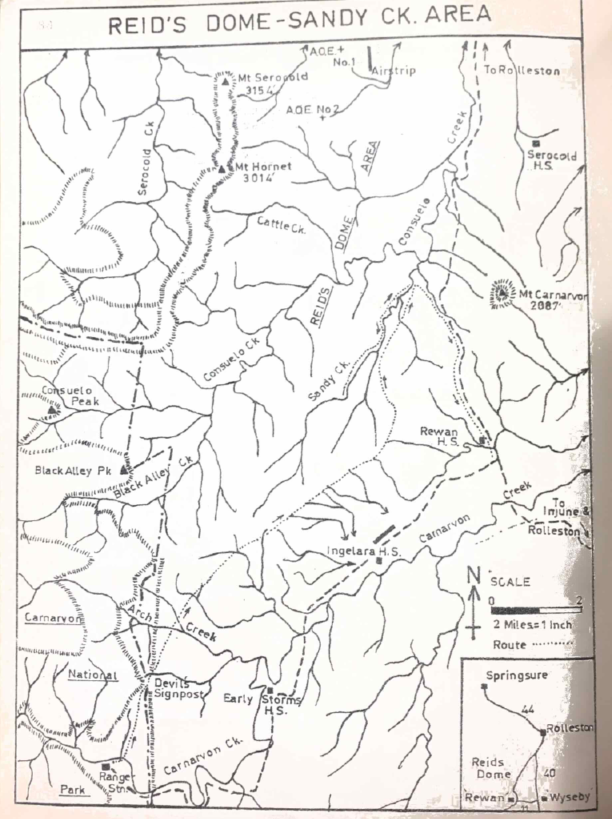 REID'S DOME-SANDY CK. AREA
AOE+
No.1
Airstrip
To Rolleston
Mt Serocold
3154'
AOE No2
+
Serocold Ck
Creek
AREA
Serocold
H.S.
Mt Hornet
3014'
Cattle Ck.
DOME
Consuelo
REID'S
Mt Carnarvon
2087'
Consuelo Ck
Sandy Ck.
Consuelo
Peak
Rewan
H.S.
Black Alley Pk
Black Alley Ck
Creek
Carnarvon
To
Injune &
Rolleston
Ingelara H.S.
N
SCALE
0 2
2 Miles=1 Inch
Route
Carnarvon
Arch
Creek
National
Devils
Signpost
Early Storms
H.S.
Carnarvon Ck.
Ranger
Stn.
Park
Springsure
44
Rolleston
Reids
Dome
40
Rewan
11
Wyseby